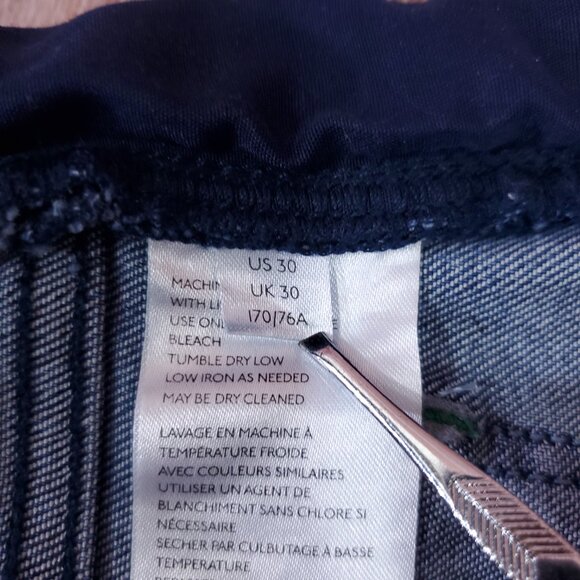 US 30
UK 30
170/76A
MACHIN
WITH LI
USE ONL
BLEACH
TUMBLE DRY LOW
LOW IRON AS NEEDED
MAY BE DRY CLEANED
LAVAGE EN MACHINE À
TEMPÉRATURE FROIDE
AVEC COULEURS SIMILAIRES
UTILISER UN AGENT DE
BLANCHIMENT SANS CHLORE SI
NÉCESSAIRE
SECHER PAR CULBUTAGE À BASSE
TEMPÉRATURE